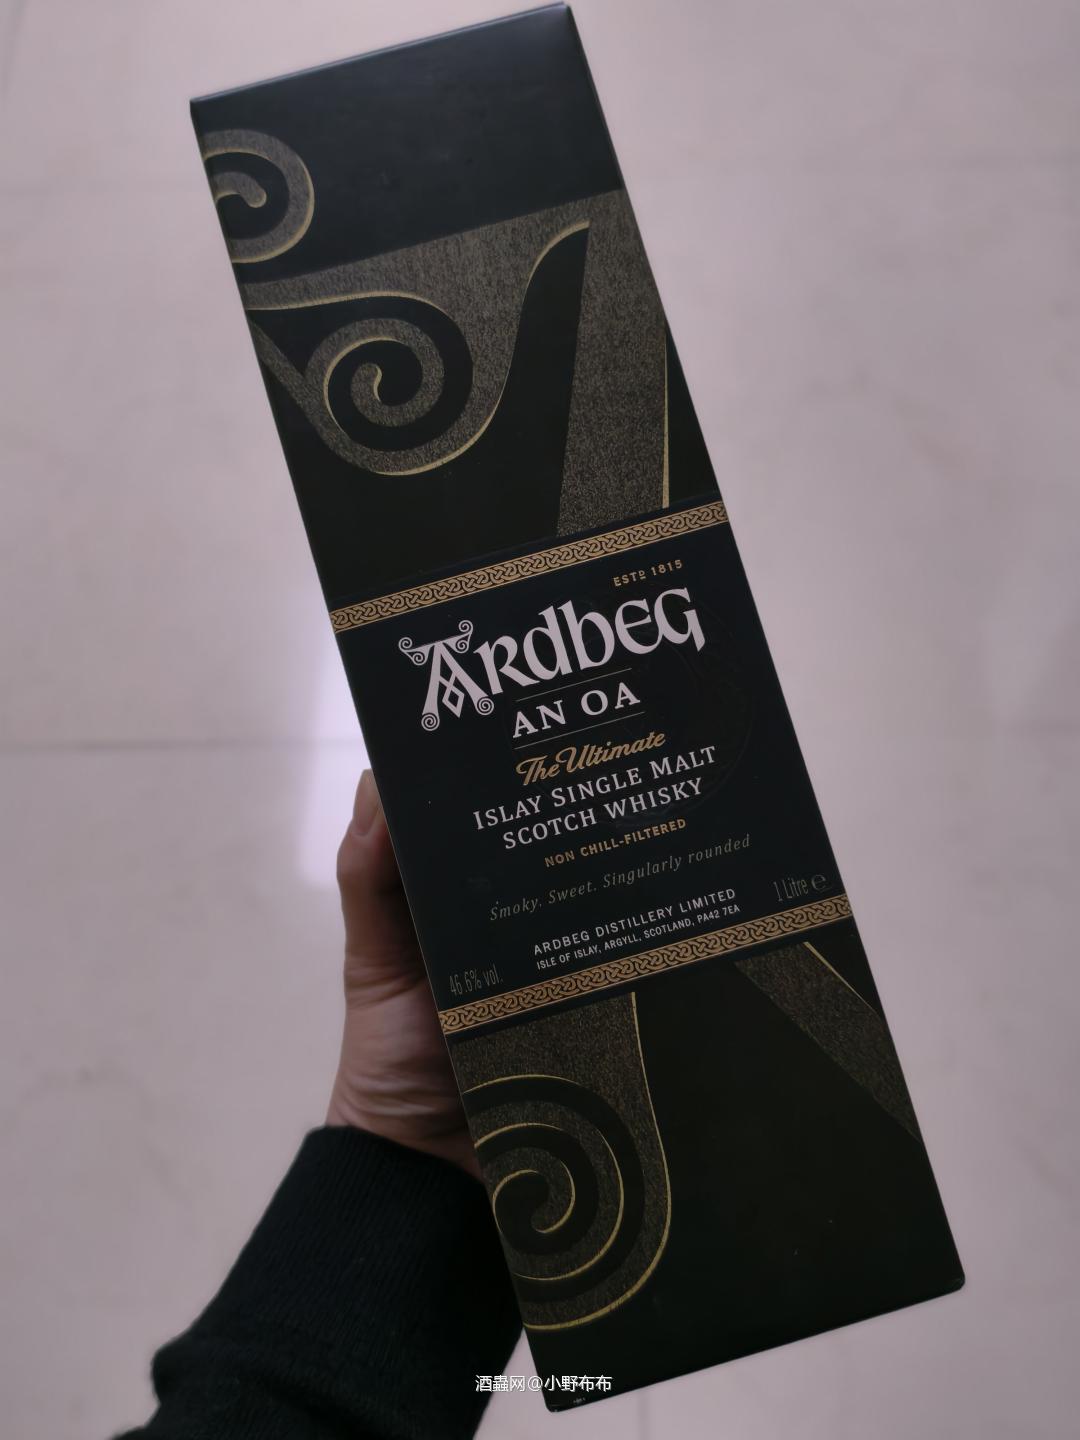 ESTD 1815
ARDBEG
AN OA
The Ultimate
ISLAY SINGLE MALT
SCOTCH WHISKY
NON CHILL-FILTERED
Smoky. Sweet. Singularly rounded
1 Litre ℮
ARDBEG DISTILLERY LIMITED
ISLE OF ISLAY, ARGYLL, SCOTLAND, PA42 7EA
46.6% vol.
酒蟲网@小野布布